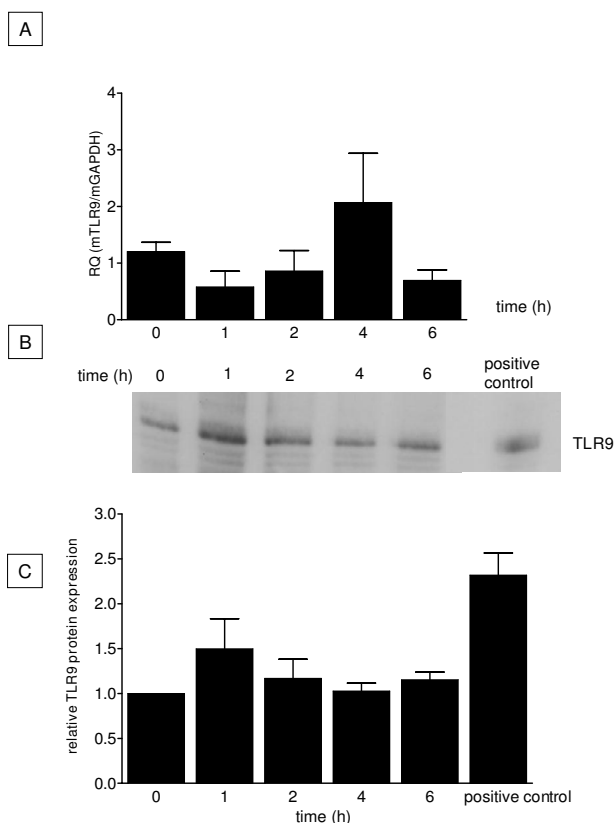 A
RQ (mTLR9/mGAPDH)
4
3
2
1
0
0 1 2 4 6
time (h)
B
time (h) 0 1 2 4 6 positive control
TLR9
C
relative TLR9 protein expression
3.0
2.5
2.0
1.5
1.0
0.5
0.0
0 1 2 4 6 positive control
time (h)